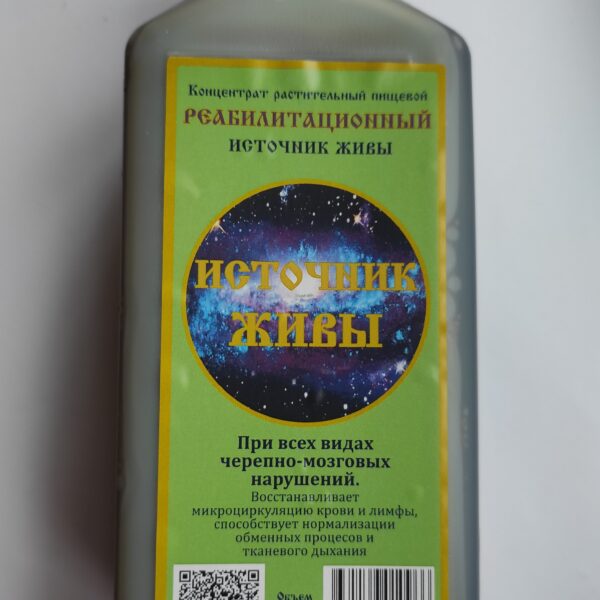 Концентрат растительный пищевой
РЕАБИЛИТАЦИОННЫЙ
ИСТОЧНИК ЖИВЫ
ИСТОЧНИК
ЖИВЫ
При всех видах
черепно-мозговых
нарушений.
Восстанавливает
микроциркуляцию крови и лимфы,
способствует нормализации
обменных процесов и
тканевого дыхания
Объем